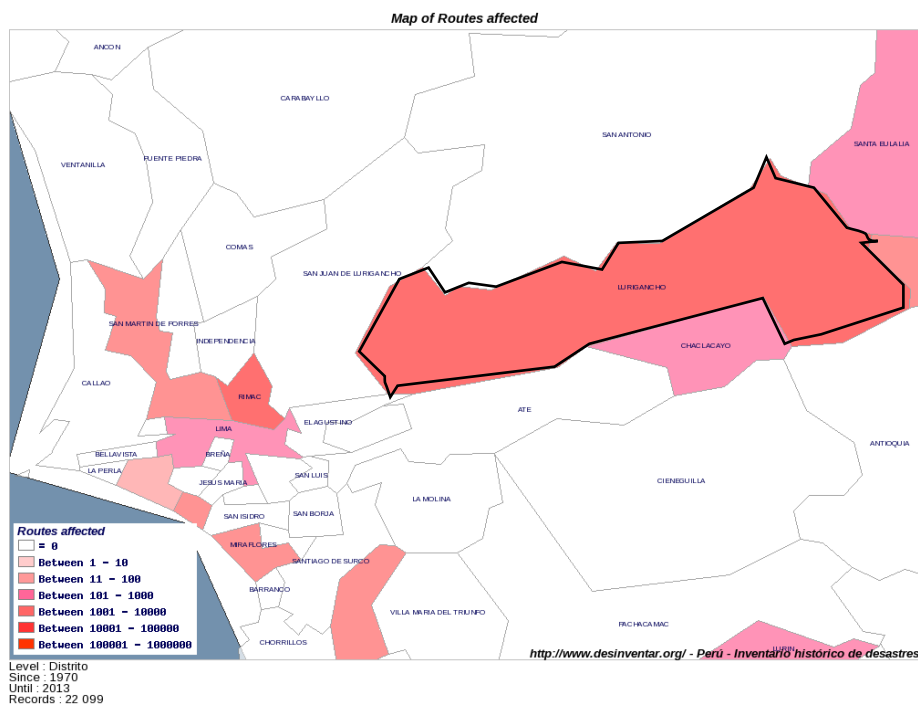 Map of Routes affected
ANCON
CARABAYLLO
SAN ANTONIO
SANTA EULALIA
PUENTE PIEDRA
VENTANILLA
COMAS
SAN JUAN DE LURIGANCHO
LURIGANCHO
SAN MARTIN DE PORRES
INDEPENDENCIA
CHACLACAYO
CALLAO
RIMAC
ATE
EL AGUSTINO
LIMA
ANTIOQUIA
BELLAVISTA
BREÑA
LA PERLA
SAN LUIS
JESUS MARIA
CIENEGUILLA
LA MOLINA
SAN BORJA
SAN ISIDRO
MIRAFLORES
SANTIAGO DE SURCO
BARRANCO
VILLA MARIA DEL TRIUNFO
PACHACAMAC
CHORRILLOS
LURIN
Routes affected
= 0
Between 1 - 10
Between 11 - 100
Between 101 - 1000
Between 1001 - 10000
Between 10001 - 100000
Between 100001 - 1000000
http://www.desinventar.org/ - Perú - Inventario histórico de desastres
Level : Distrito
Since : 1970
Until : 2013
Records : 22 099